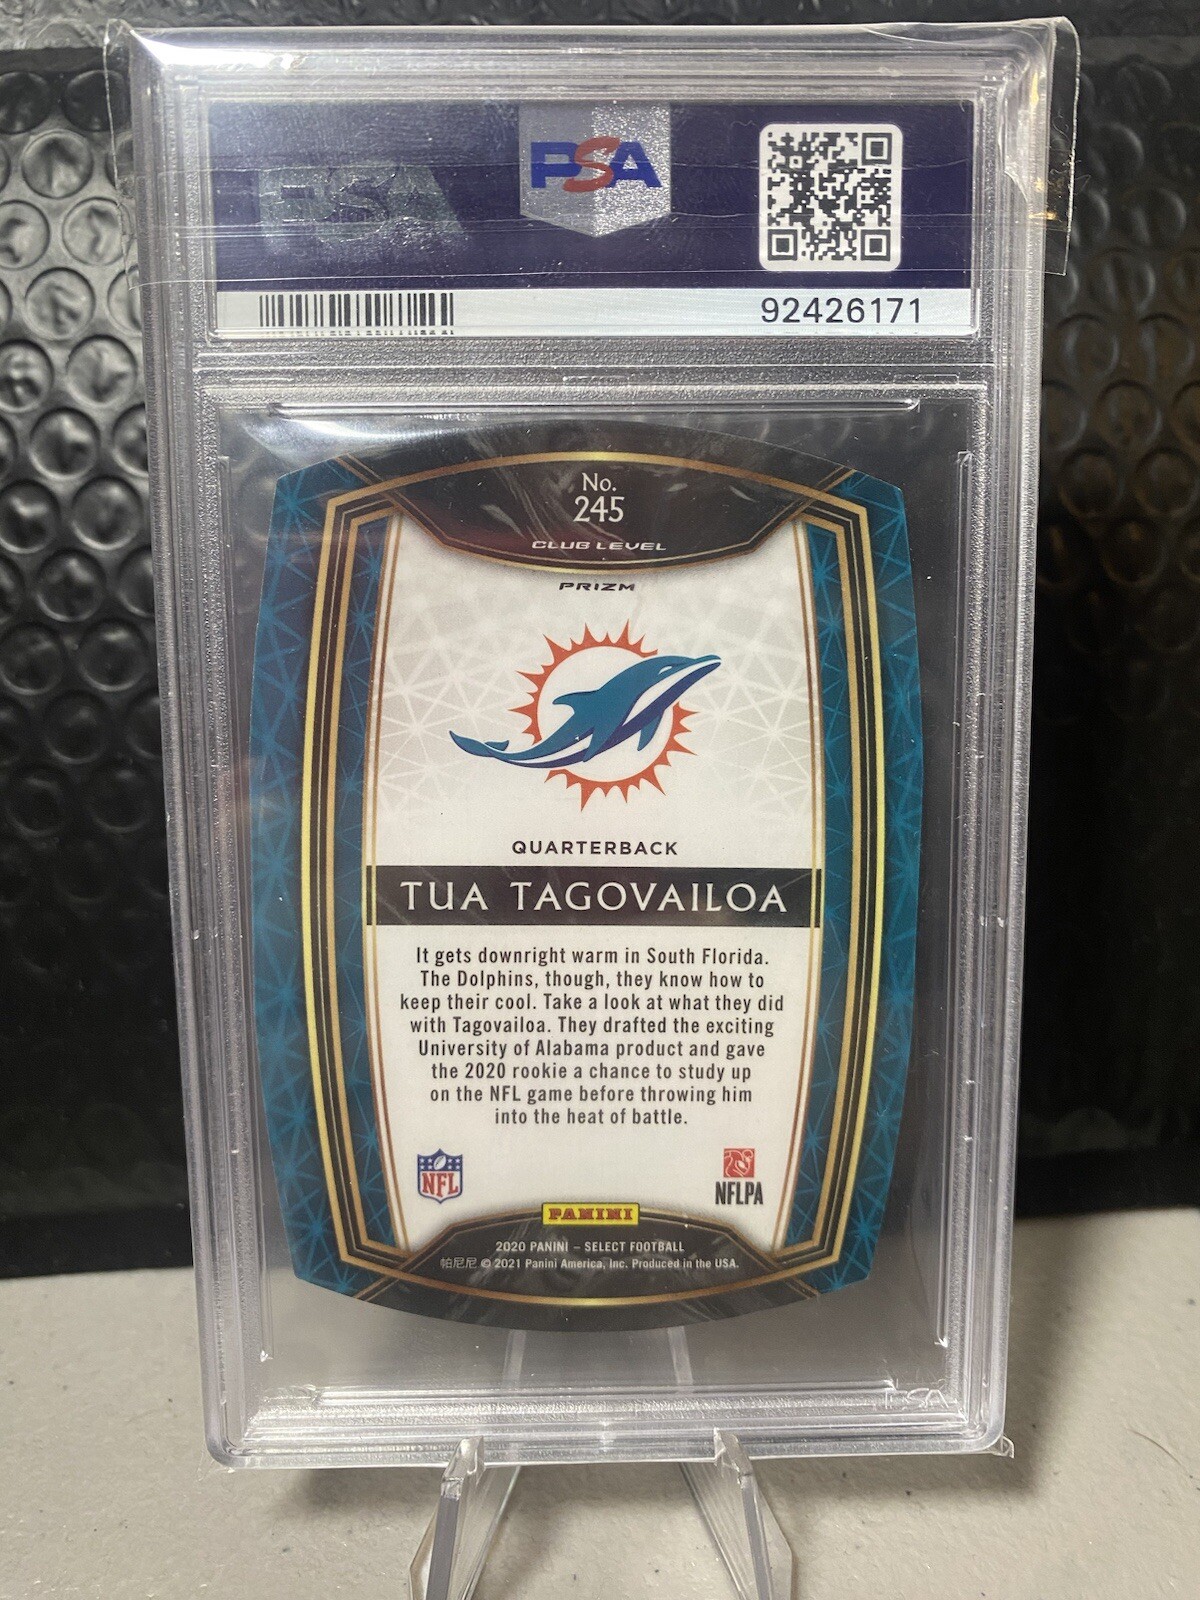 PSA
PSA
92426171
No.
245
CLUB LEVEL
PRIZM
QUARTERBACK
TUA TAGOVAILOA
It gets downright warm in South Florida.
The Dolphins, though, they know how to
keep their cool. Take a look at what they did
with Tagovailoa. They drafted the exciting
University of Alabama product and gave
the 2020 rookie a chance to study up
on the NFL game before throwing him
into the heat of battle.
NFL
NFLPA
PANINI
2020 PANINI – SELECT FOOTBALL
帕尼尼 © 2021 Panini America, Inc. Produced in the USA.
PSA